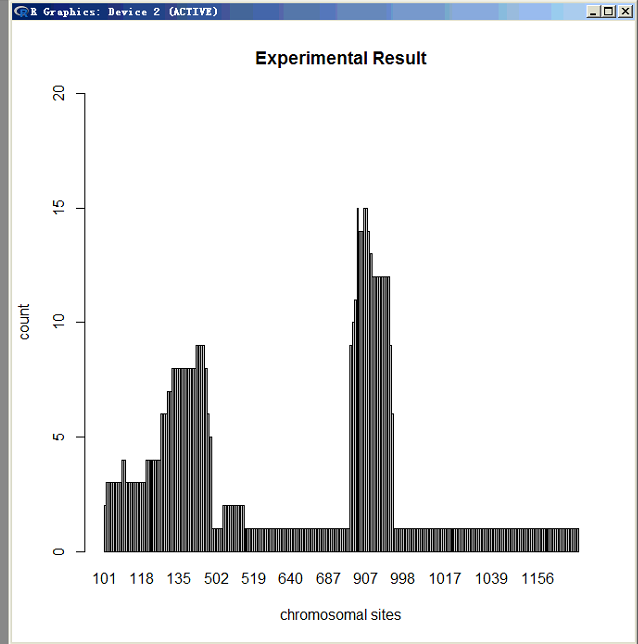 R Graphics: Device 2 (ACTIVE)
Experimental Result
20
15
10
5
0
count
101 118 135 502 519 640 687 907 998 1017 1039 1156
chromosomal sites